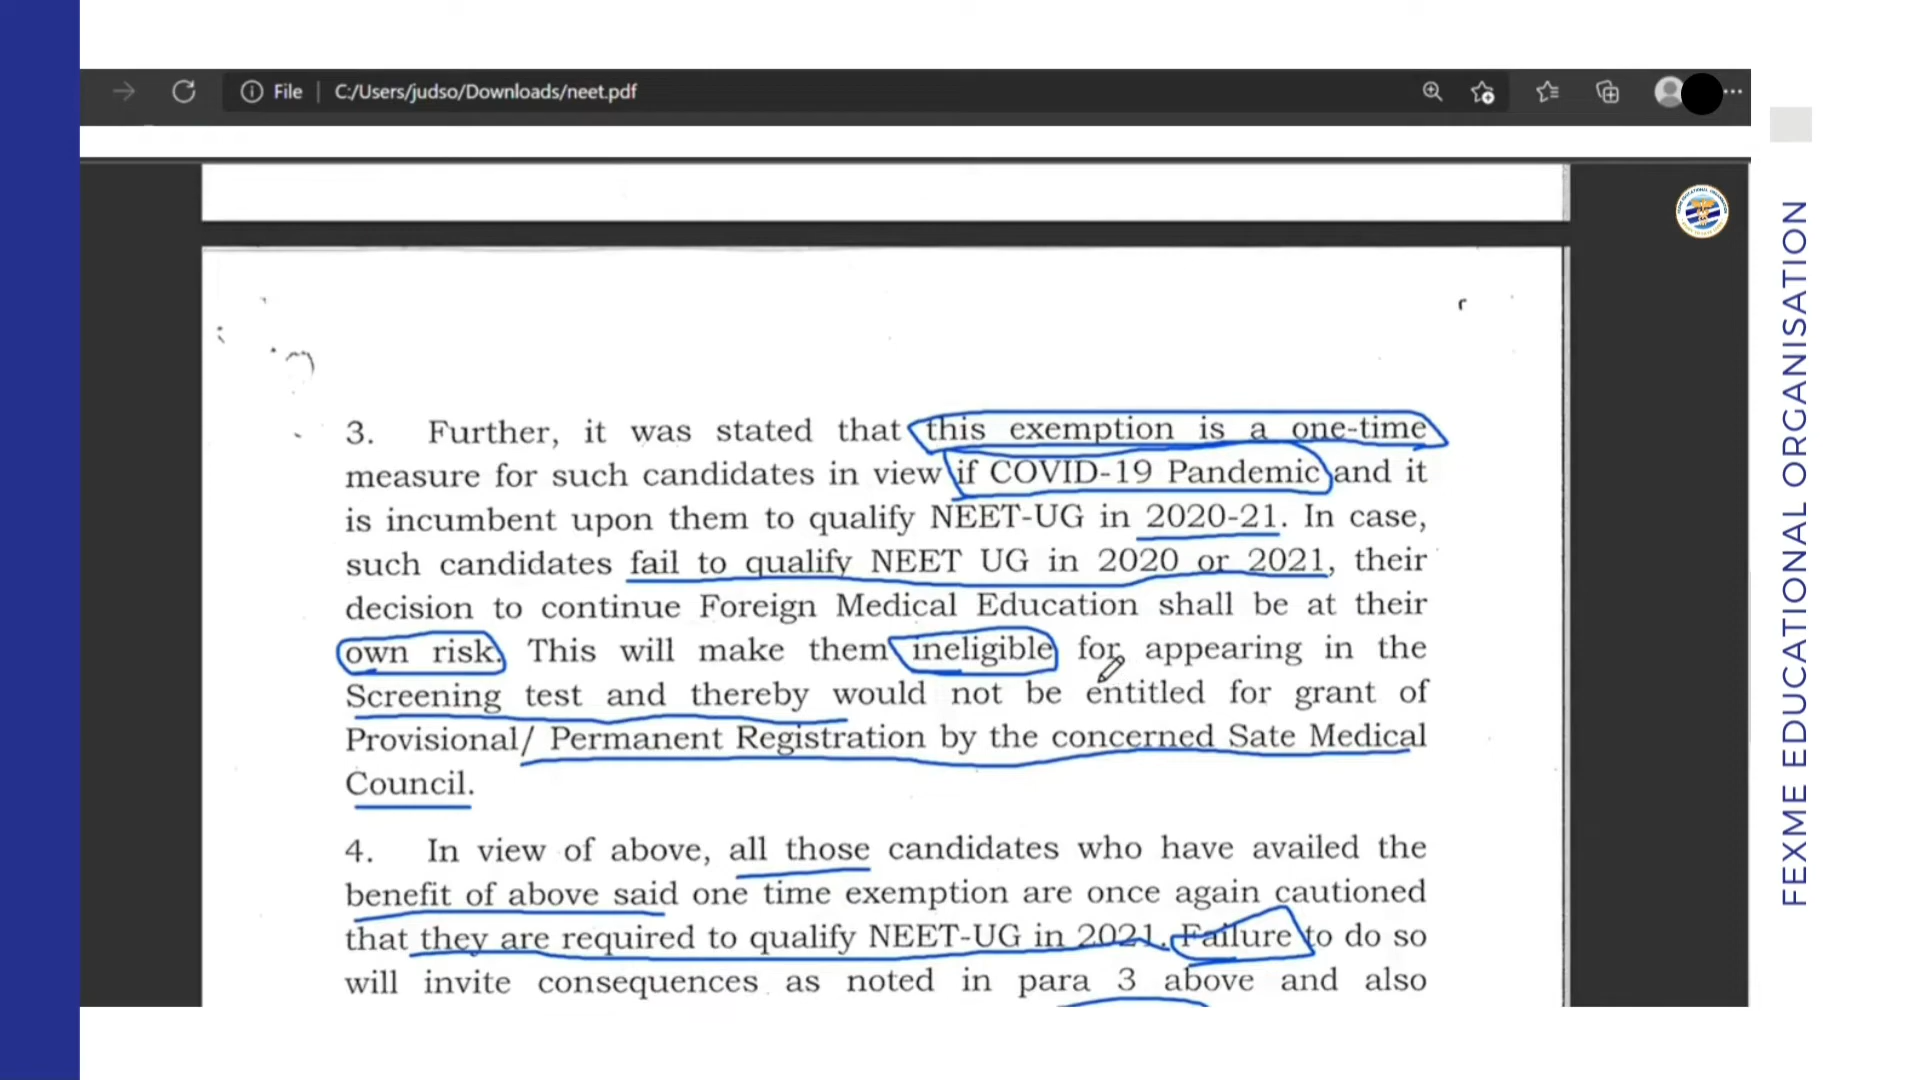 File | C:/Users/judso/Downloads/neet.pdf
3. Further, it was stated that this exemption is a one-time
measure for such candidates in view if COVID-19 Pandemic and it
is incumbent upon them to qualify NEET-UG in 2020-21. In case,
such candidates fail to qualify NEET UG in 2020 or 2021, their
decision to continue Foreign Medical Education shall be at their
own risk. This will make them ineligible for appearing in the
Screening test and thereby would not be entitled for grant of
Provisional/ Permanent Registration by the concerned Sate Medical
Council.
4. In view of above, all those candidates who have availed the
benefit of above said one time exemption are once again cautioned
that they are required to qualify NEET-UG in 2021. Failure to do so
will invite consequences as noted in para 3 above and also
FEXME EDUCATIONAL ORGANISATION